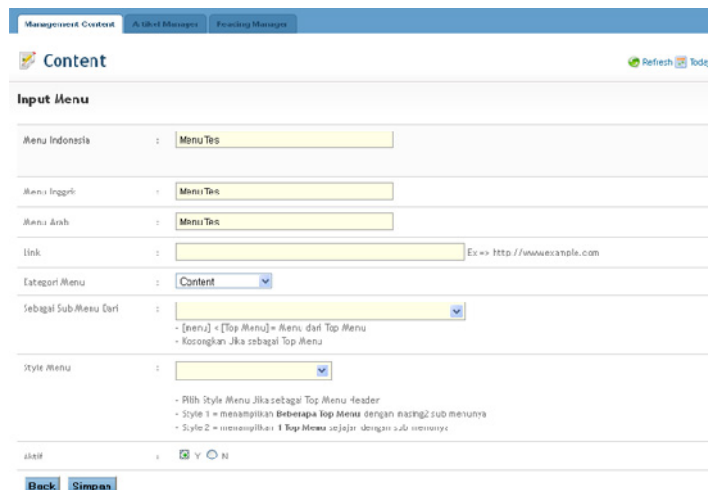 Management Content Artikel Manager Feading Manager
Content
Refresh Today
Input Menu
Menu Indonesia : Menu Tes
Menu Inggris : Menu Tes
Menu Arab : Menu Tes
Link : Ex => http://www.example.com
Categori Menu : Content
Sebagai Sub Menu Dari :
- [menu] < [Top Menu] = Menu dari Top Menu
- Kosongkan Jika sebagai Top Menu
Style Menu :
- Pilih Style Menu Jika sebagai Top Menu Header
- Style 1 = menampilkan Beberapa Top Menu dengan masing2 sub menunya
- Style 2 = menampilkan 1 Top Menu sejajar dengan sub menunya
Aktif : Y N
Back Simpan